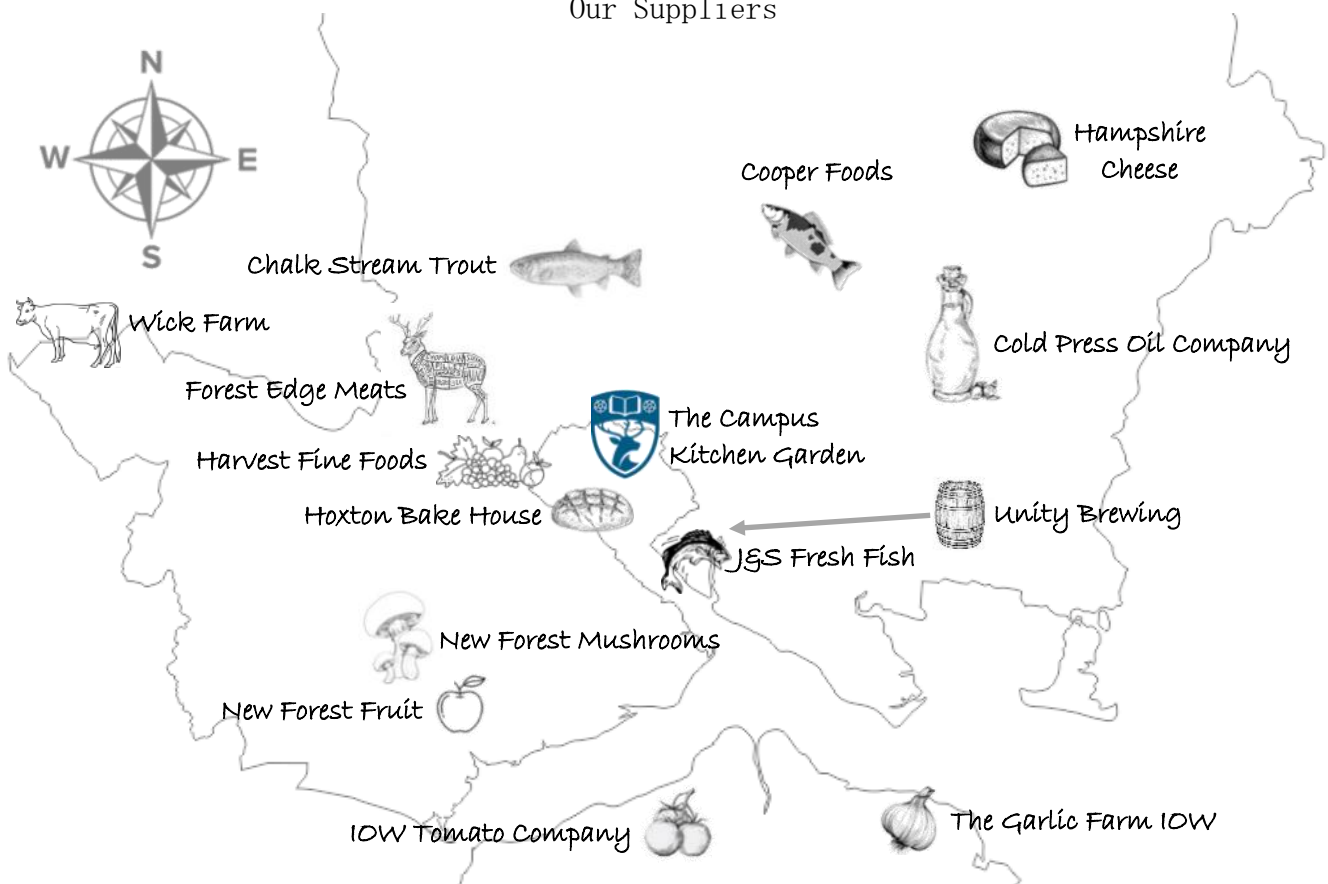 Our Suppliers
N
W
E
S
Hampshire
Cheese
Cooper Foods
Chalk Stream Trout
Wick Farm
Cold Press Oil Company
Forest Edge Meats
The Campus
Kitchen Garden
Harvest Fine Foods
Hoxton Bake House
Unity Brewing
J&S Fresh Fish
New Forest Mushrooms
New Forest Fruit
IOW Tomato Company
The Garlic Farm IOW